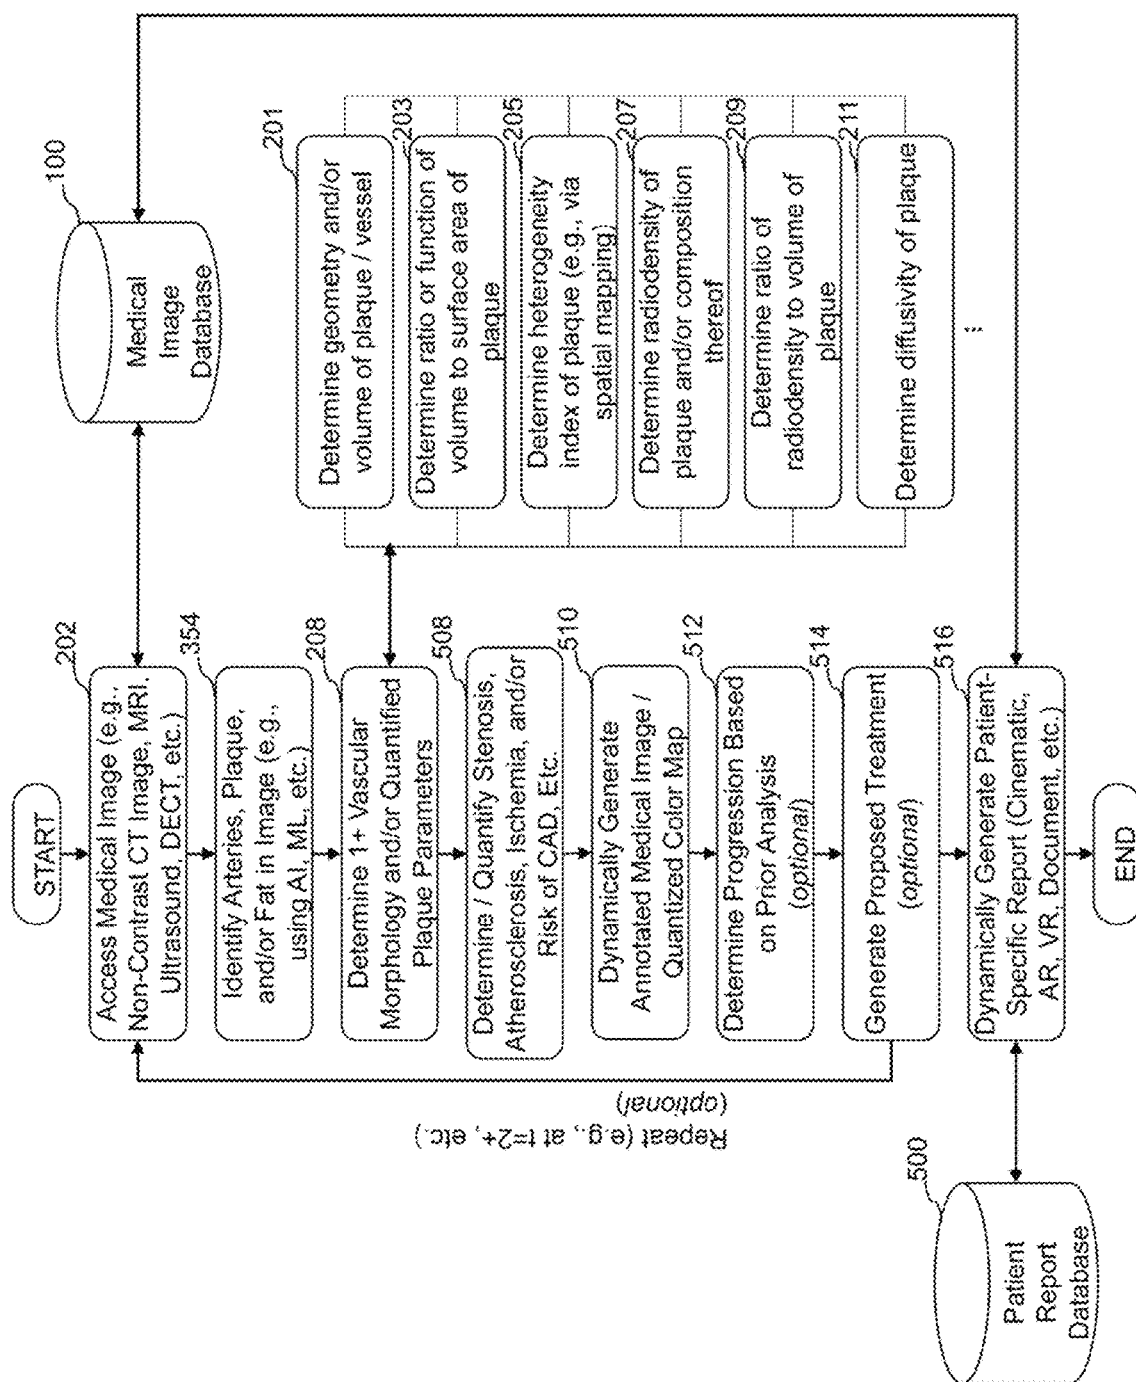 START
202
Access Medical Image (e.g.,
Non-Contrast CT Image, MRI,
Ultrasound, DECT, etc.)
100
Medical
Image
Database
354
Identify Arteries, Plaque,
and/or Fat in Image (e.g.,
using AI, ML, etc.)
208
Determine 1+ Vascular
Morphology and/or Quantified
Plaque Parameters
201
Determine geometry and/or
volume of plaque / vessel
203
Determine ratio or function of
volume to surface area of
plaque
205
Determine heterogeneity
index of plaque (e.g., via
spatial mapping)
207
Determine radiodensity of
plaque and/or composition
thereof
209
Determine ratio of
radiodensity to volume of
plaque
211
Determine diffusivity of plaque
...
508
Determine / Quantify Stenosis,
Atherosclerosis, Ischemia, and/or
Risk of CAD, Etc.
510
Dynamically Generate
Annotated Medical Image /
Quantized Color Map
512
Determine Progression Based
on Prior Analysis
(optional)
514
Generate Proposed Treatment
(optional)
Repeat (e.g., at t=2+, etc.)
(optional)
516
Dynamically Generate Patient-
Specific Report (Cinematic,
AR, VR, Document, etc.)
500
Patient
Report
Database
END